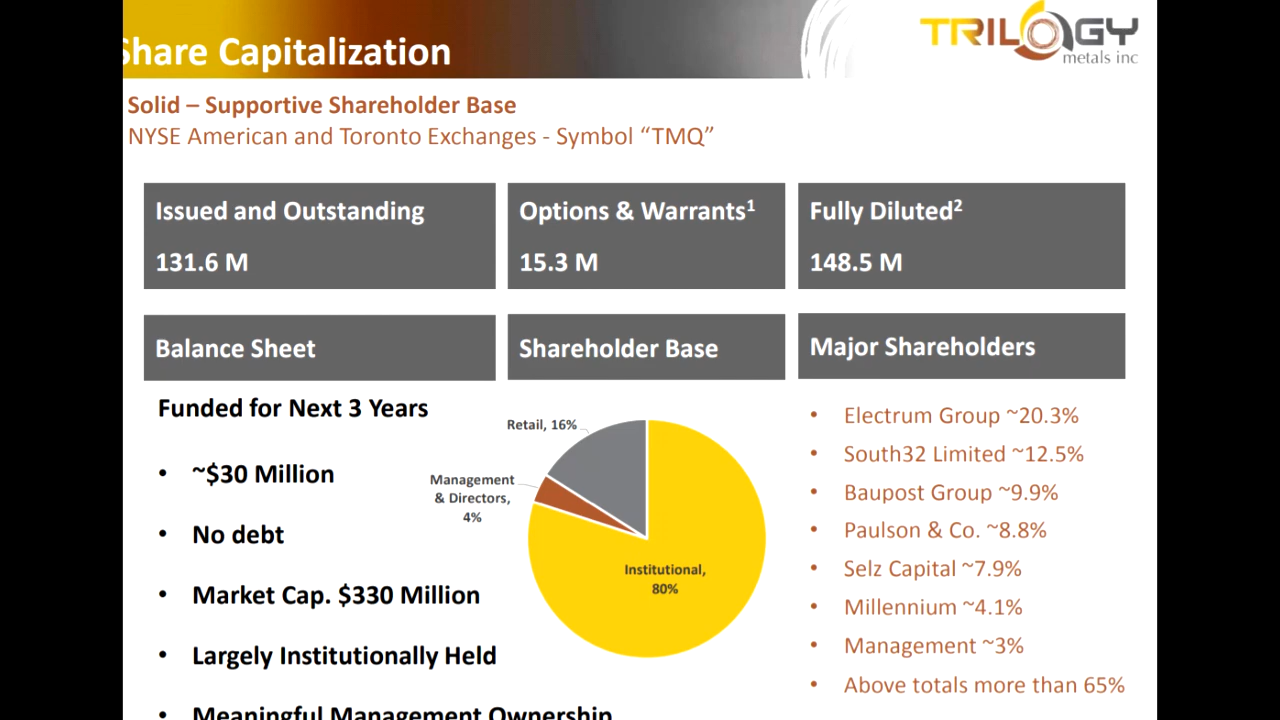 Share Capitalization
TRILOGY
metals inc
Solid – Supportive Shareholder Base
NYSE American and Toronto Exchanges - Symbol “TMQ”
Issued and Outstanding
131.6 M
Options & Warrants¹
15.3 M
Fully Diluted²
148.5 M
Balance Sheet
Funded for Next 3 Years
• ~$30 Million
• No debt
• Market Cap. $330 Million
• Largely Institutionally Held
• Meaningful Management Ownership
Shareholder Base
Retail, 16%
Management
& Directors,
4%
Institutional,
80%
Major Shareholders
• Electrum Group ~20.3%
• South32 Limited ~12.5%
• Baupost Group ~9.9%
• Paulson & Co. ~8.8%
• Selz Capital ~7.9%
• Millennium ~4.1%
• Management ~3%
• Above totals more than 65%